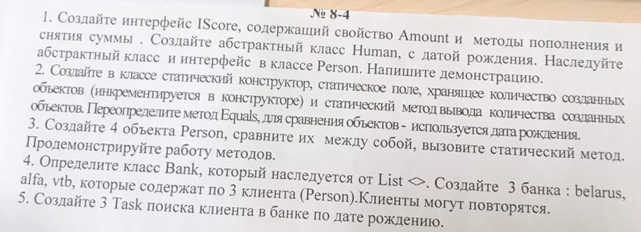 № 8-4
1. Создайте интерфейс IScore, содержащий свойство Amount и методы пополнения и
снятия суммы . Создайте абстрактный класс Human, с датой рождения. Наследуйте
абстрактный класс и интерфейс в классе Person. Напишите демонстрацию.
2. Создайте в классе статический конструктор, статическое поле, хранящее количество созданных
объектов (инкрементируется в конструкторе) и статический метод вывода количества созданных
объектов. Переопределите метод Equals, для сравнения объектов - используется дата рождения.
3. Создайте 4 объекта Person, сравните их между собой, вызовите статический метод.
Продемонстрируйте работу методов.
4. Определите класс Bank, который наследуется от List <>. Создайте 3 банка : belarus,
alfa, vtb, которые содержат по 3 клиента (Person).Клиенты могут повторятся.
5. Создайте 3 Task поиска клиента в банке по дате рождению.